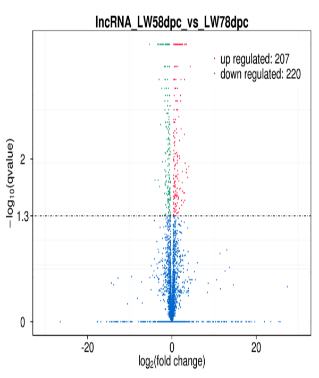 lncRNA_LW58dpc_vs_LW78dpc
up regulated: 207
down regulated: 220
−log10(qvalue)
2
1.3
0
-20 0 20
log2(fold change)